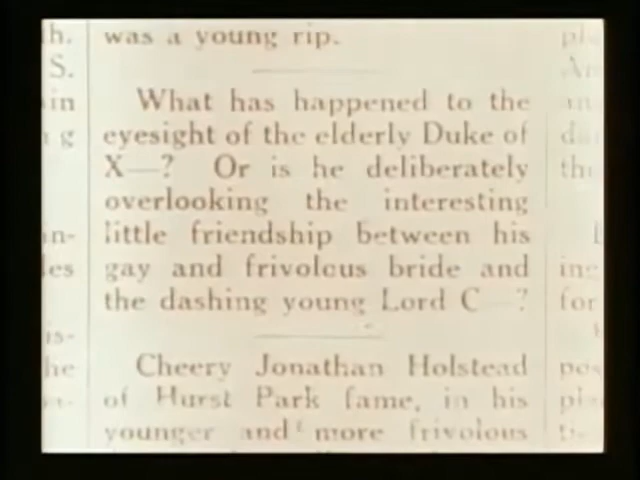 was a young rip.
What has happened to the
eyesight of the elderly Duke of
X—? Or is he deliberately
overlooking the interesting
little friendship between his
gay and frivolous bride and
the dashing young Lord C—?
Cheery Jonathan Holstead
of Hurst Park fame, in his
younger and more frivolous